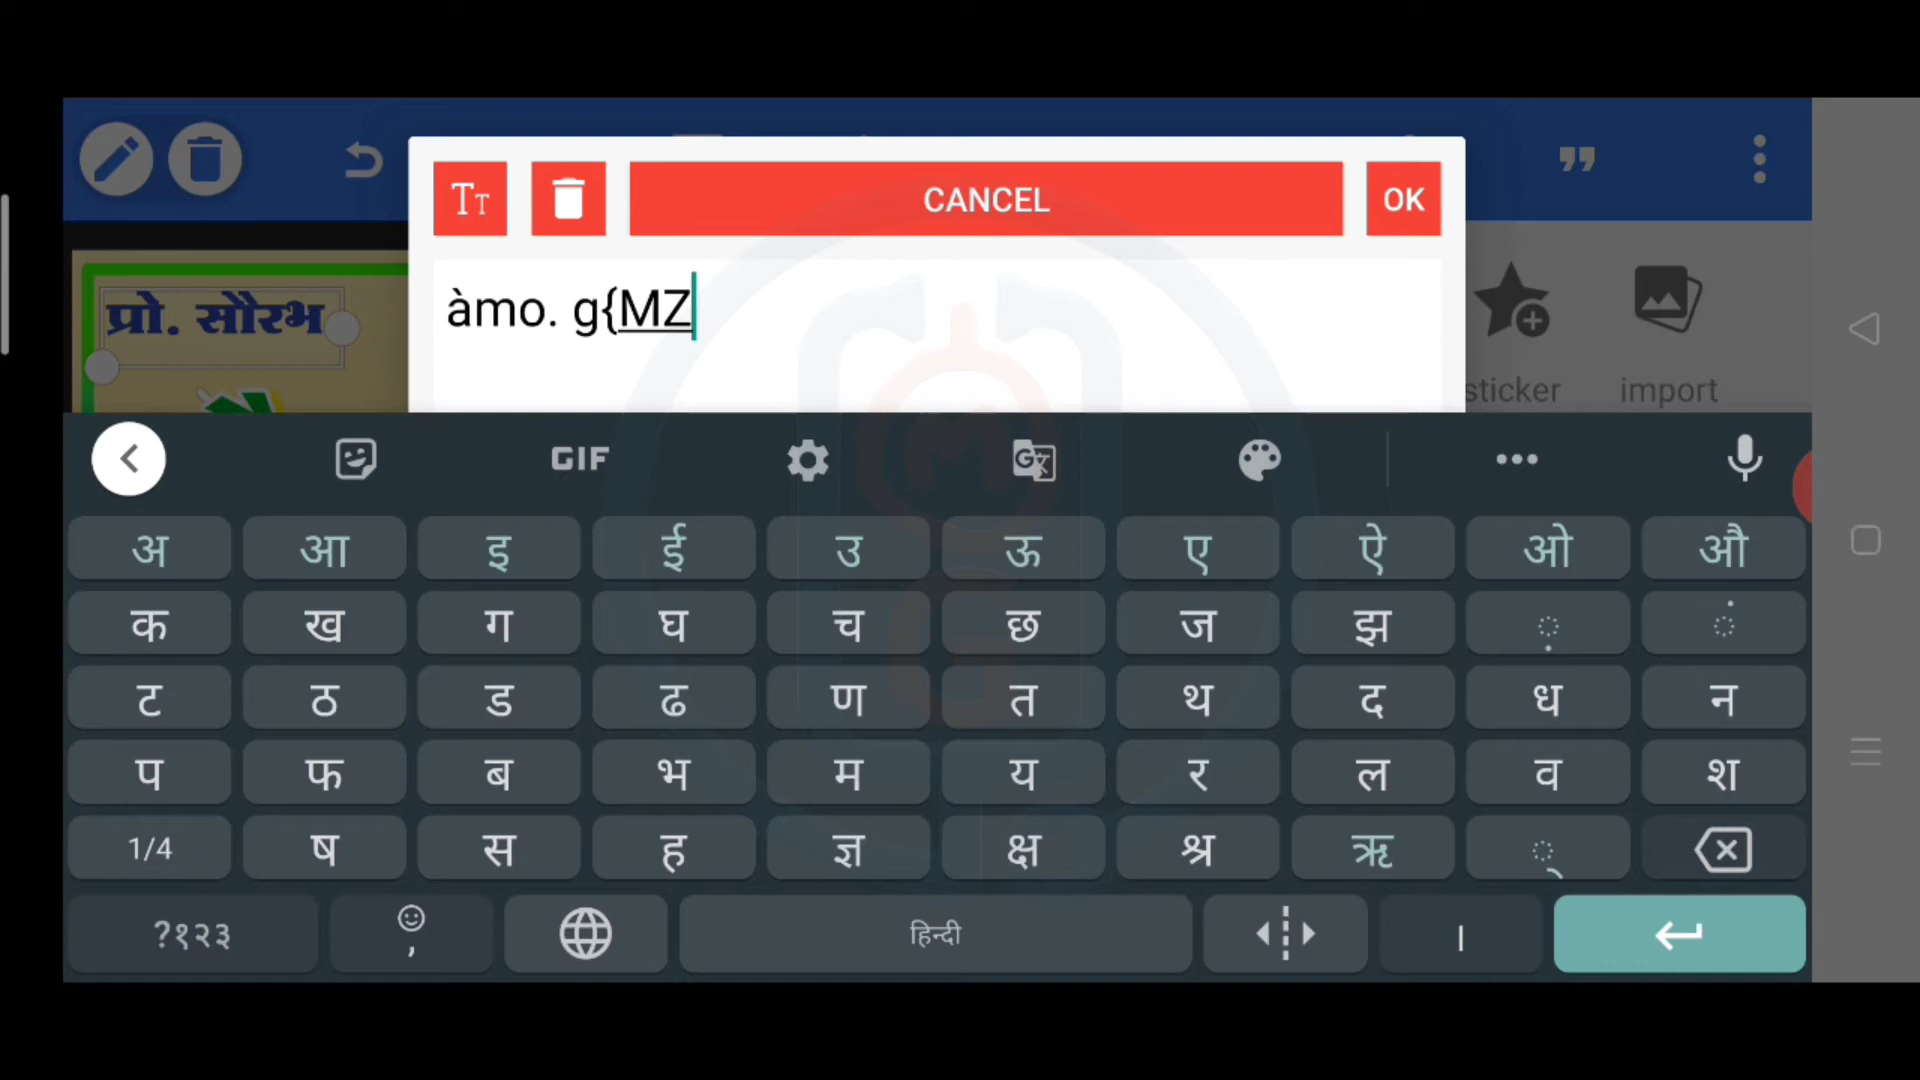 CANCEL
OK
àmo. g{MZ
प्रो. सौरभ
sticker
import
GIF
अ आ इ ई उ ऊ ए ऐ ओ औ
क ख ग घ च छ ज झ ़ ं
ट ठ ड ढ ण त थ द ध न
प फ ब भ म य र ल व श
1/4 ष स ह ज्ञ क्ष श्र ऋ ्
?१२३ , हिन्दी ।